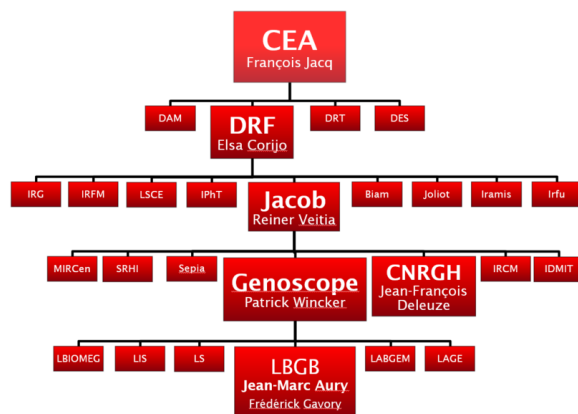 CEA
François Jacq
DAM
DRF
Elsa Corijo
DRT
DES
IRG
IRFM
LSCE
IPhT
Jacob
Reiner Veitia
Biam
Joliot
Iramis
Irfu
MIRCen
SRHI
Sepia
Genoscope
Patrick Wincker
CNRGH
Jean-François
Deleuze
IRCM
IDMIT
LBIOMEG
LIS
LS
LBGB
Jean-Marc Aury
Frédérick Gavory
LABGEM
LAGE